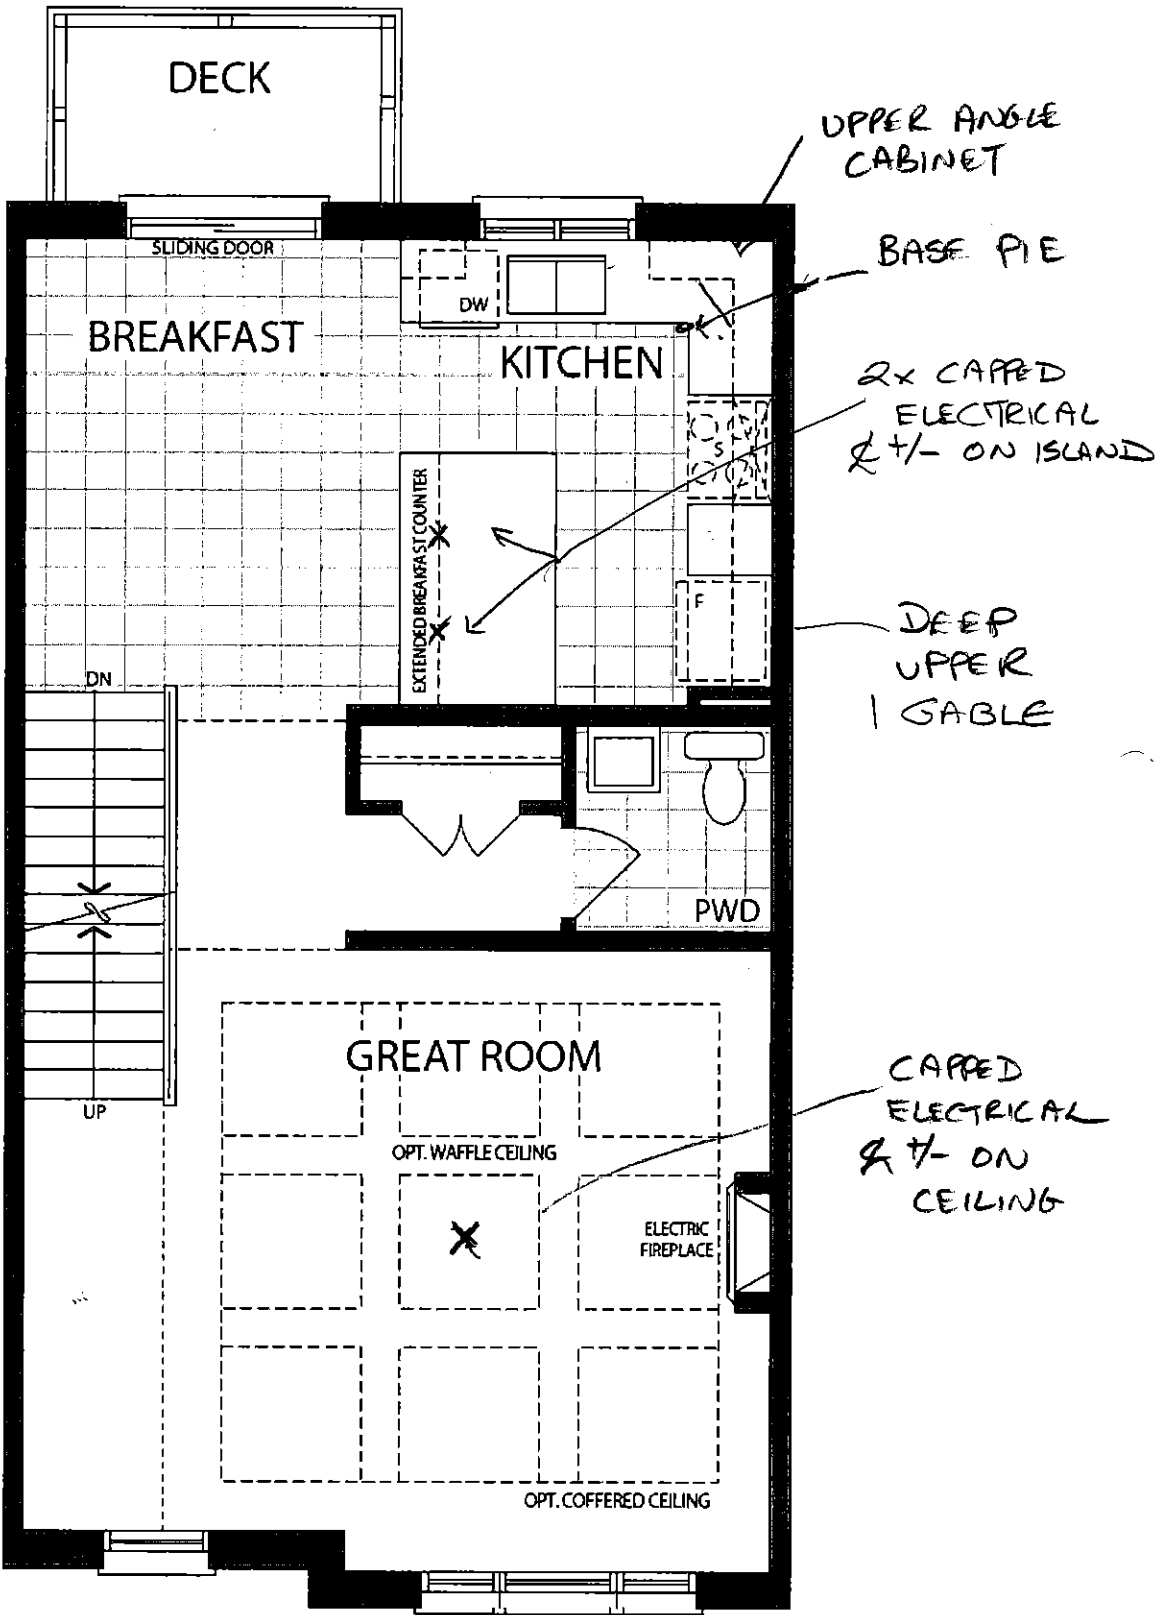 DECK
UPPER ANGLE
CABINET
SLIDING DOOR
BASE PIE
DW
BREAKFAST
KITCHEN
2x CAPPED
ELECTRICAL
℄ +/- ON ISLAND
S
EXTENDED BREAKFAST COUNTER
F
DEEP
UPPER
1 GABLE
DN
PWD
GREAT ROOM
CAPPED
ELECTRICAL
℄ +/- ON
CEILING
UP
OPT. WAFFLE CEILING
ELECTRIC
FIREPLACE
OPT. COFFERED CEILING